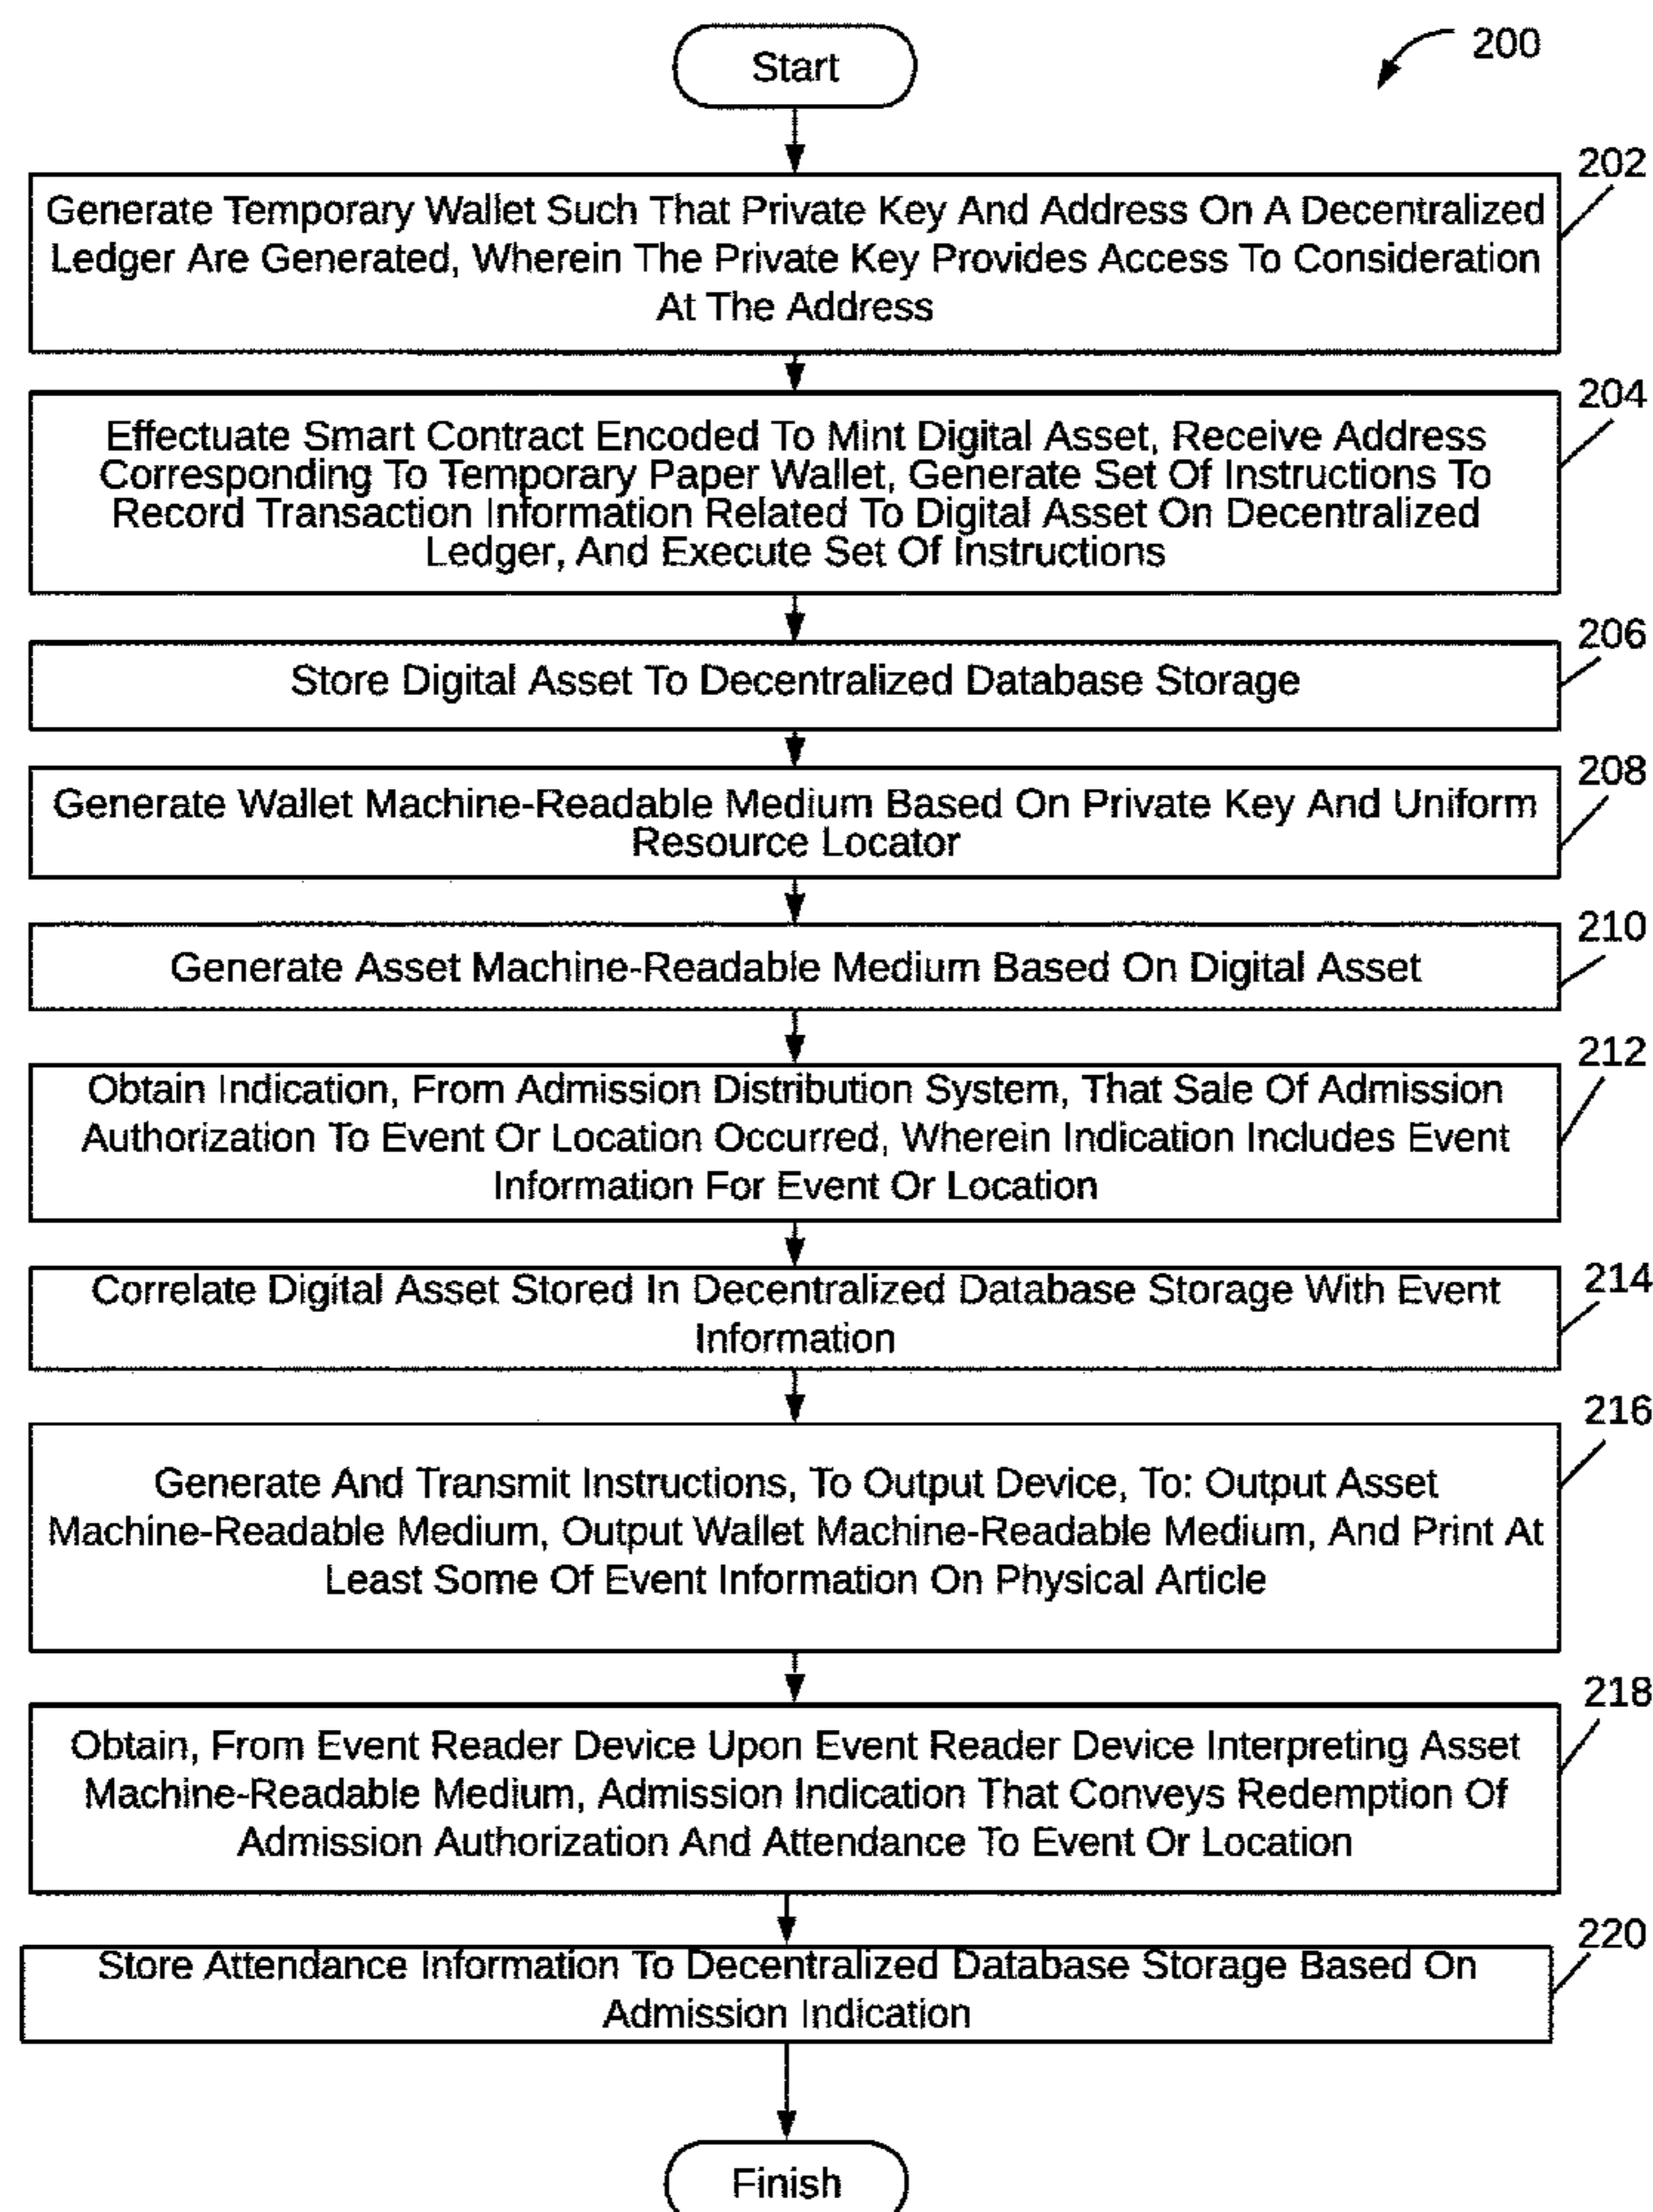 Start
200
202
Generate Temporary Wallet Such That Private Key And Address On A Decentralized
Ledger Are Generated, Wherein The Private Key Provides Access To Consideration
At The Address
204
Effectuate Smart Contract Encoded To Mint Digital Asset, Receive Address
Corresponding To Temporary Paper Wallet, Generate Set Of Instructions To
Record Transaction Information Related To Digital Asset On Decentralized
Ledger, And Execute Set Of Instructions
206
Store Digital Asset To Decentralized Database Storage
208
Generate Wallet Machine-Readable Medium Based On Private Key And Uniform
Resource Locator
210
Generate Asset Machine-Readable Medium Based On Digital Asset
212
Obtain Indication, From Admission Distribution System, That Sale Of Admission
Authorization To Event Or Location Occurred, Wherein Indication Includes Event
Information For Event Or Location
214
Correlate Digital Asset Stored In Decentralized Database Storage With Event
Information
216
Generate And Transmit Instructions, To Output Device, To: Output Asset
Machine-Readable Medium, Output Wallet Machine-Readable Medium, And Print At
Least Some Of Event Information On Physical Article
218
Obtain, From Event Reader Device Upon Event Reader Device Interpreting Asset
Machine-Readable Medium, Admission Indication That Conveys Redemption Of
Admission Authorization And Attendance To Event Or Location
220
Store Attendance Information To Decentralized Database Storage Based On
Admission Indication
Finish